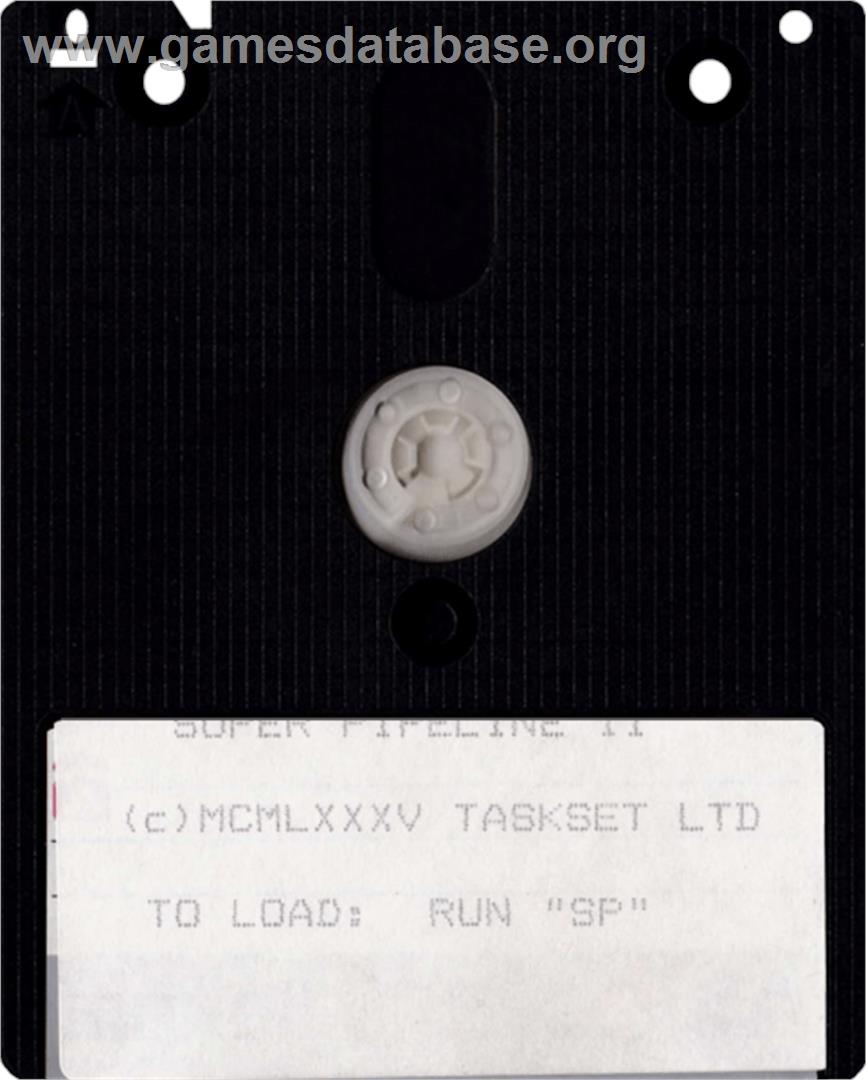 www.gamesdatabase.org
SUPER PIPELINE II
(c)MCMLXXXV TASKSET LTD
TO LOAD: RUN "SP"